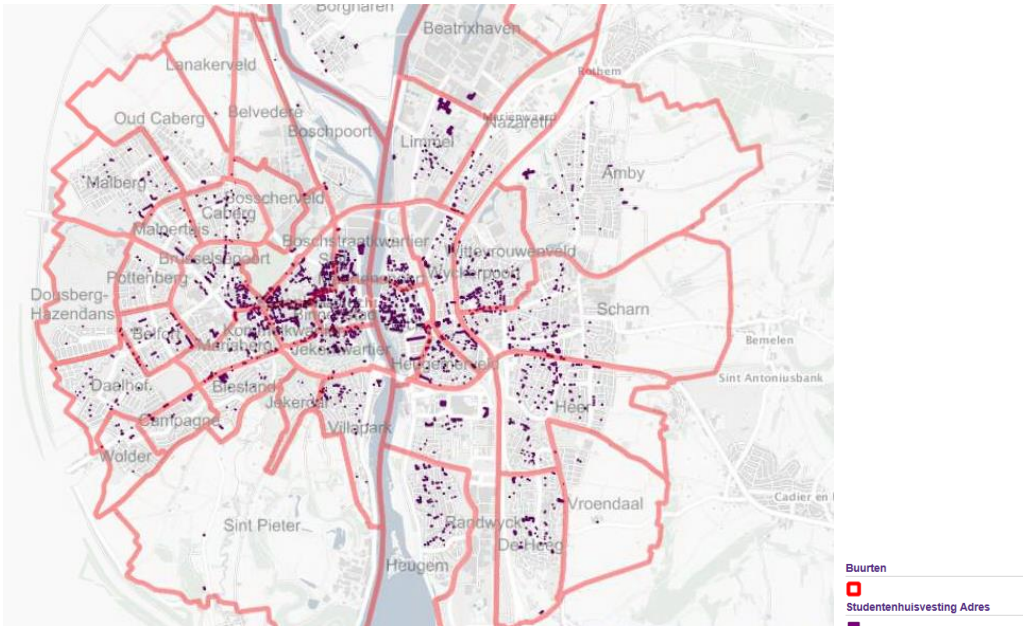 Borgharen
Beatrixhaven
Lanakerveld
Rothem
Oud Caberg
Belvedere
Boschpoort
Nazareth
Limmel
Malberg
Amby
Bosscherveld
Caberg
Malpertuis
Boschstraatkwartier
Wittevrouwenveld
Brusselsepoort
Wyckerpoort
Pottenberg
Dousberg-
Hazendans
Scharn
Belfort
Mariaberg
Jekerkwartier
Bemelen
Heugemerveld
Sint Antoniusbank
Daalhof
Biesland
Jekerdal
Heer
Campagne
Villapark
Wolder
Cadier en
Vroendaal
Sint Pieter
Randwyck
De Heeg
Heugem
Buurten
Studentenhuisvesting Adres